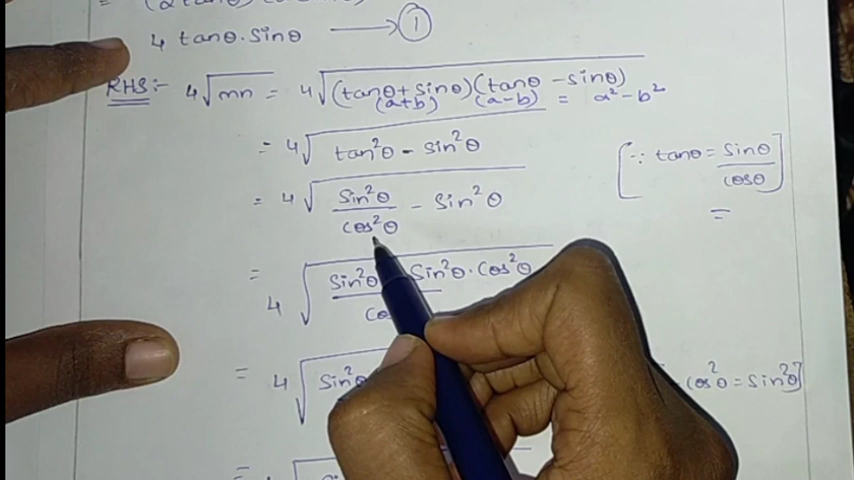 4 tanθ.sinθ ⟶ ①
RHS:- 4√mn = 4√(tanθ+sinθ)(tanθ-sinθ)
(a+b) (a-b) = a²-b²
= 4√tan²θ - sin²θ
[∵ tanθ = sinθ/cosθ]
= 4√sin²θ/cos²θ - sin²θ
=
= 4√sin²θ sin²θ.cos²θ
= 4√sin²
cos²θ = sin²θ]
=